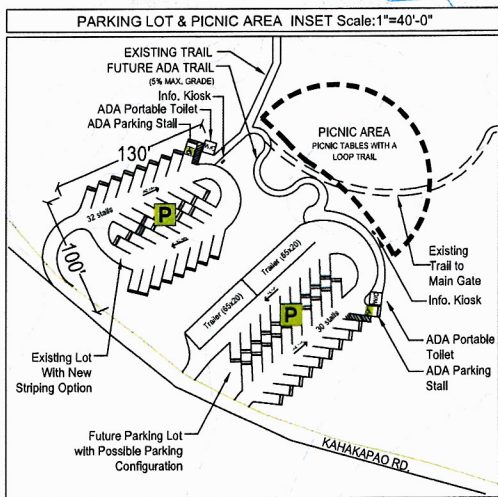 PARKING LOT & PICNIC AREA INSET Scale:1"=40'-0"
EXISTING TRAIL
FUTURE ADA TRAIL
(5% MAX. GRADE)
Info. Kiosk
ADA Portable Toilet
ADA Parking Stall
130'
PICNIC AREA
PICNIC TABLES WITH A
LOOP TRAIL
32 stalls
P
100'
Trailer (65x20)
Trailer (65x20)
Existing
Trail to
Main Gate
Info. Kiosk
P
30 stalls
ADA Portable
Toilet
ADA Parking
Stall
Existing Lot
With New
Striping Option
Future Parking Lot
with Possible Parking
Configuration
KAHAKAPAO RD.